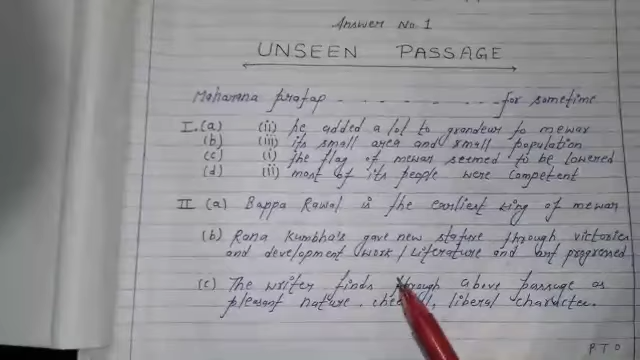 Answer No 1
UNSEEN PASSAGE
Maharana pratap . . . . . . . . for sometime
I. (a) (ii) he added a lot to grandeur to mewar
(b) (iii) its small area and small population
(c) (i) the flag of mewar seemed to be lowered
(d) (ii) most of its people were competent
II (a) Bappa Rawal is the earliest king of mewar
(b) Rana Kumbha's gave new stature through victories
and development work / literature and art progressed
(c) The writer finds through above passage as
pleasant nature, liberal character.
PTO